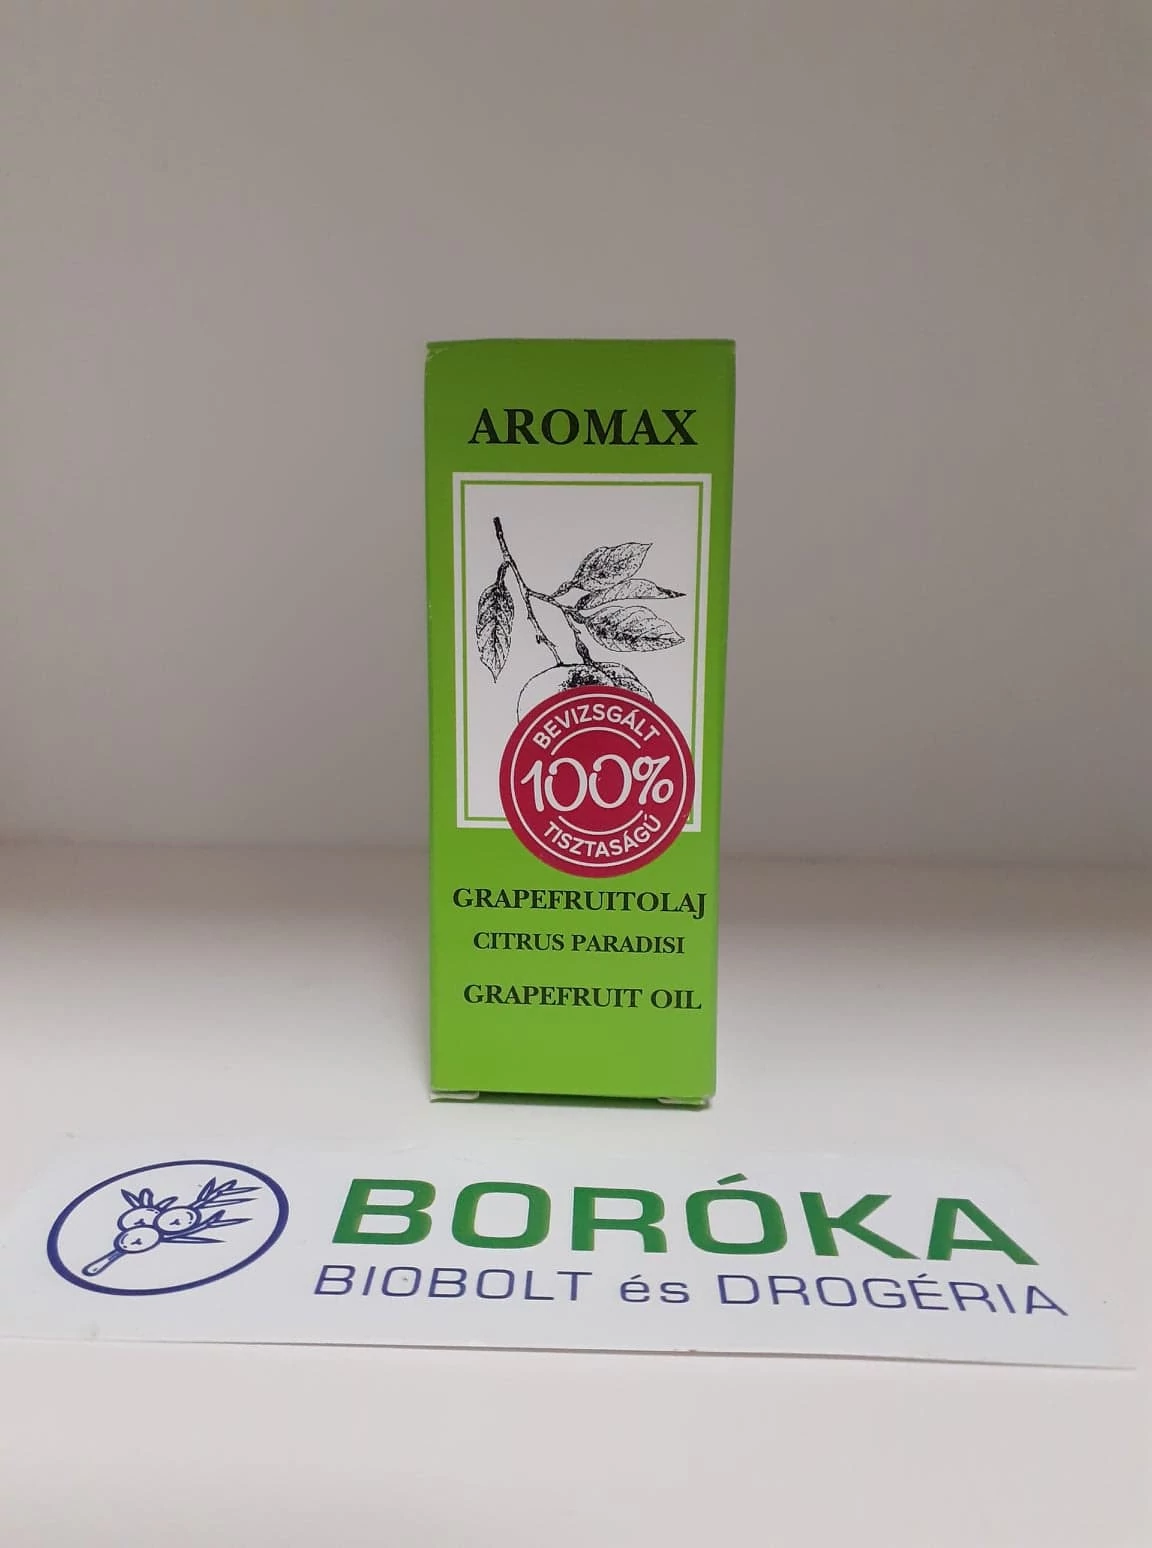 AROMAX
BEVIZSGÁLT
100%
TISZTASÁGÚ
GRAPEFRUITOLAJ
CITRUS PARADISI
GRAPEFRUIT OIL
BORÓKA
BIOBOLT és DROGÉRIA